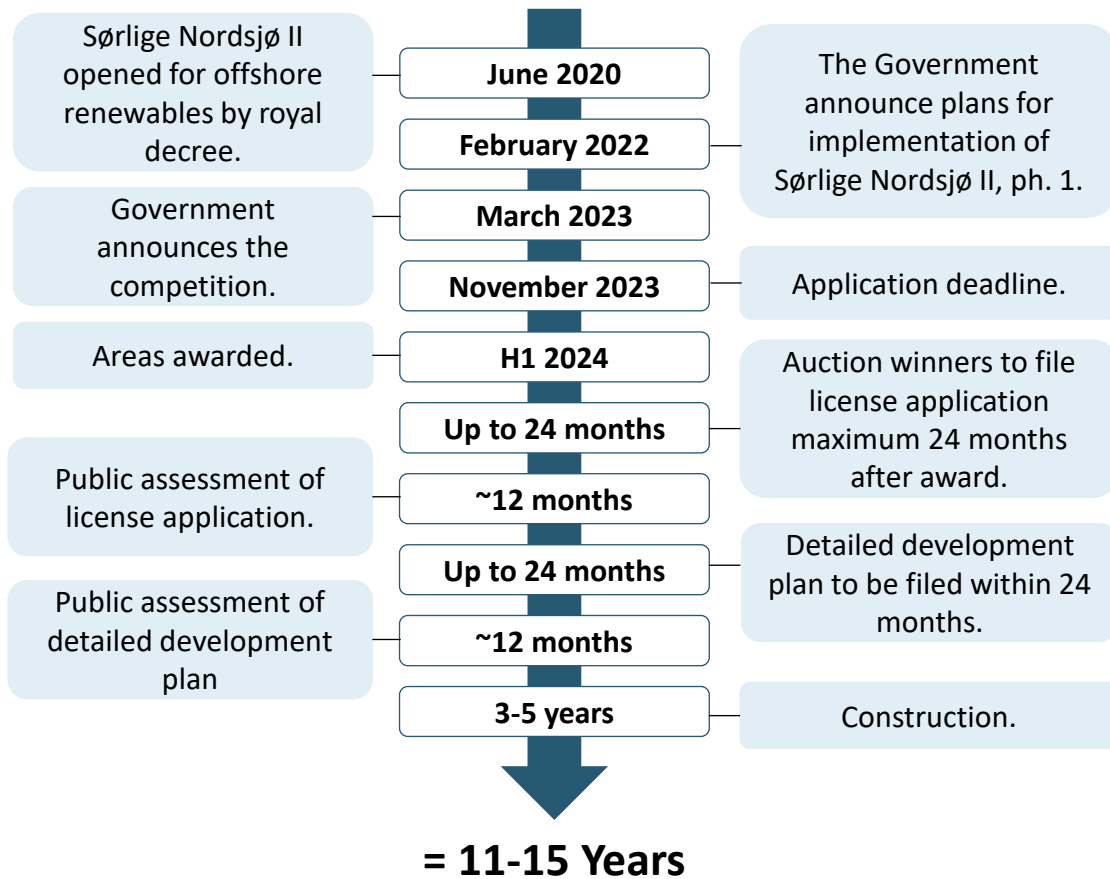 Sørlige Nordsjø II
opened for offshore
renewables by royal
decree.
June 2020
February 2022
The Government
announce plans for
implementation of
Sørlige Nordsjø II, ph. 1.
Government
announces the
competition.
March 2023
November 2023
Application deadline.
Areas awarded.
H1 2024
Up to 24 months
Auction winners to file
license application
maximum 24 months
after award.
Public assessment of
license application.
~12 months
Up to 24 months
Detailed development
plan to be filed within 24
months.
Public assessment of
detailed development
plan
~12 months
3-5 years
Construction.
= 11-15 Years